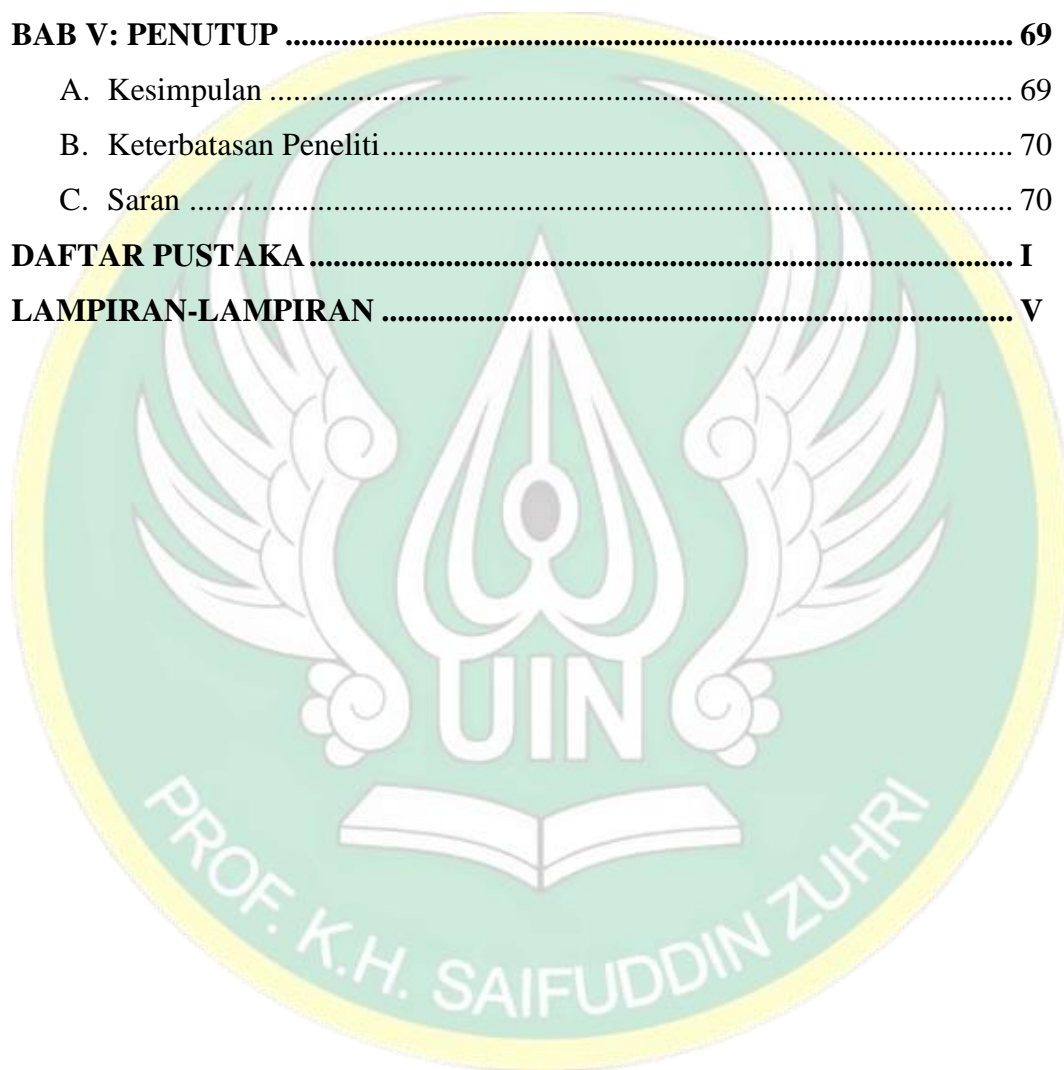 BAB V: PENUTUP ............................................................................................... 69
A. Kesimpulan ................................................................................................. 69
B. Keterbatasan Peneliti.................................................................................. 70
C. Saran ........................................................................................................... 70
DAFTAR PUSTAKA............................................................................................ I
LAMPIRAN-LAMPIRAN ................................................................................... V
UIN
PROF. K.H. SAIFUDDIN ZUHRI